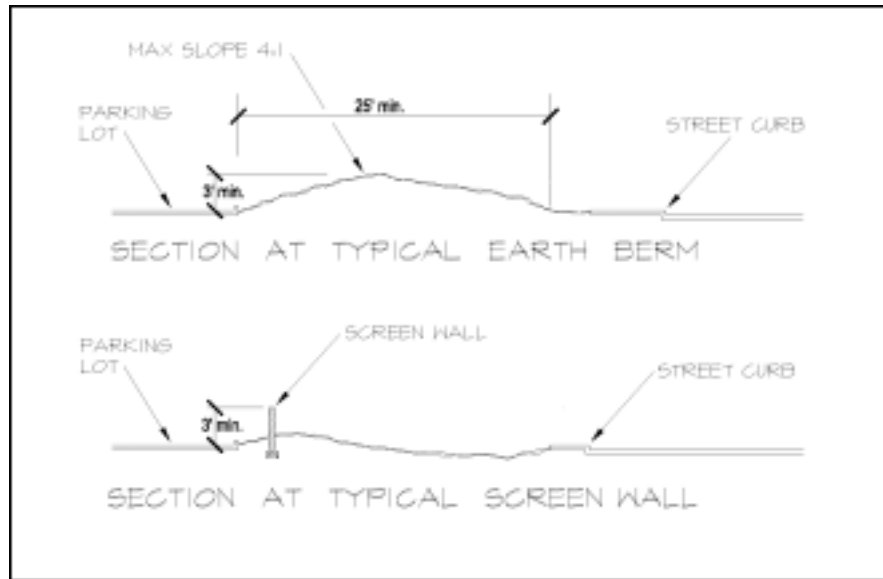 MAX SLOPE 4:1
25' min.
PARKING
LOT
STREET CURB
3' min.
SECTION AT TYPICAL EARTH BERM
SCREEN WALL
PARKING
LOT
STREET CURB
3' min.
SECTION AT TYPICAL SCREEN WALL